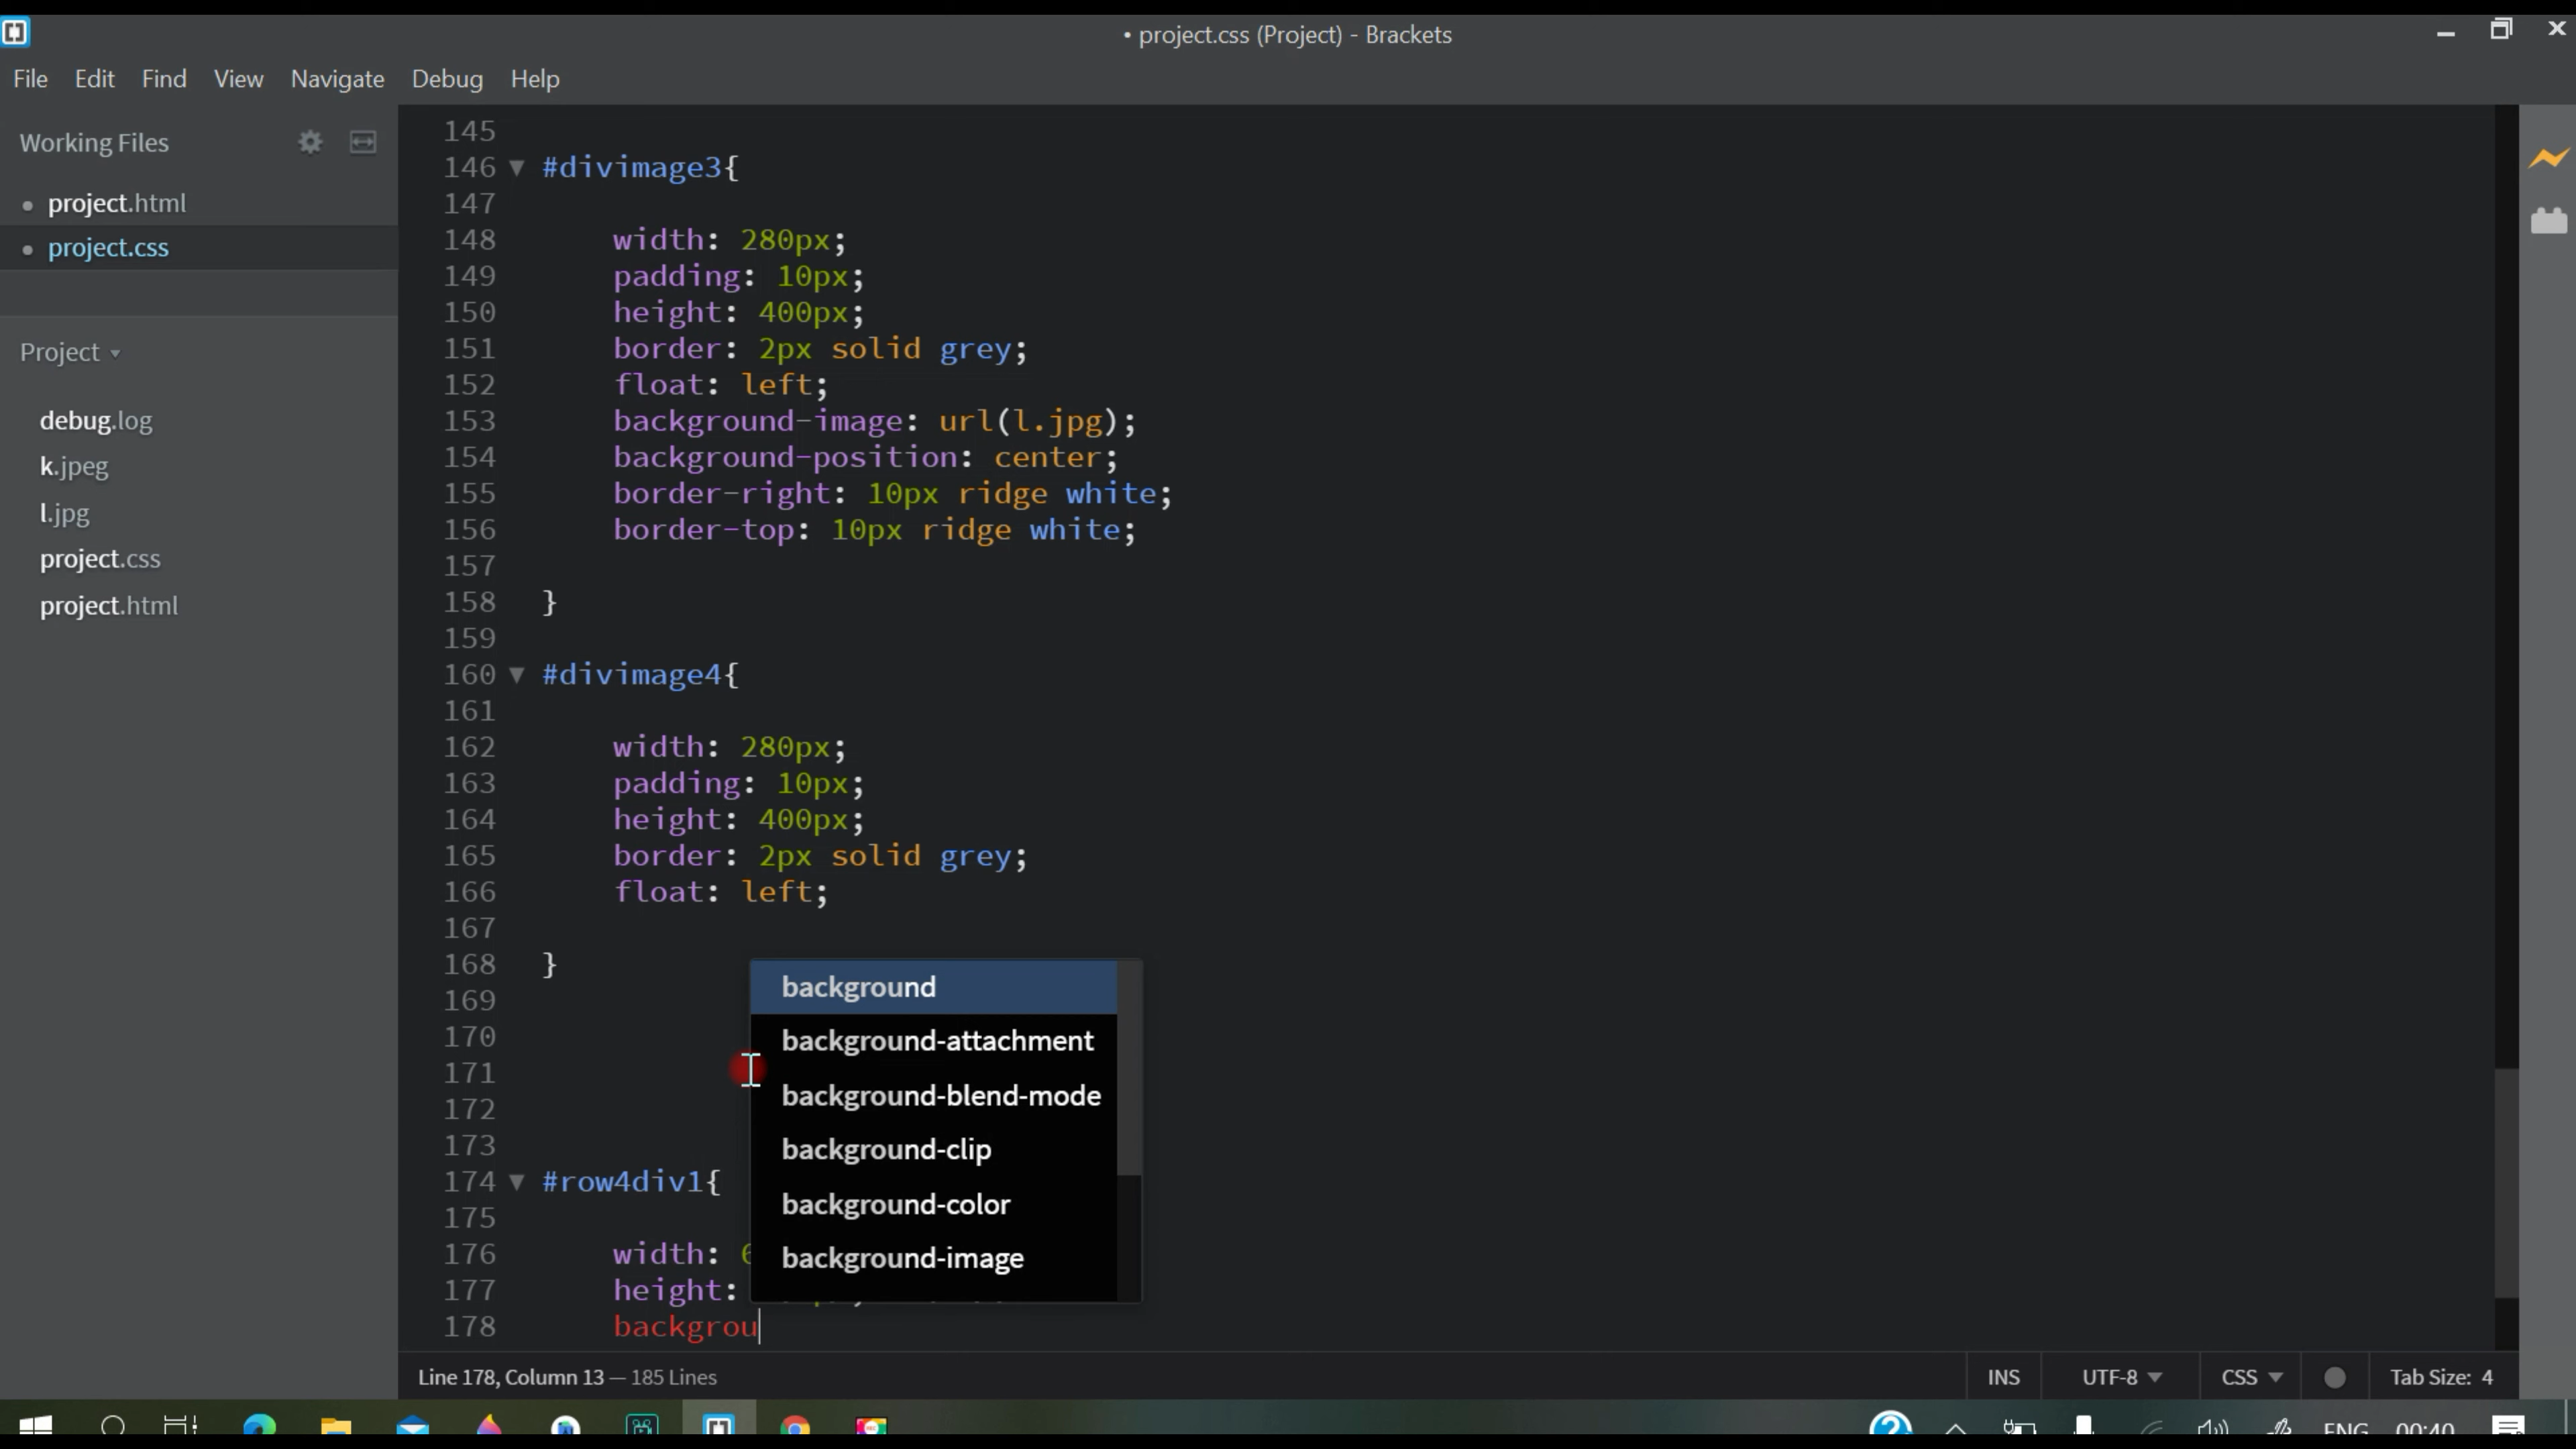 • project.css (Project) - Brackets
File Edit Find View Navigate Debug Help
Working Files
project.html
project.css
Project
debug.log
k.jpeg
l.jpg
project.css
project.html
145
146 #divimage3{
147
148 width: 280px;
149 padding: 10px;
150 height: 400px;
151 border: 2px solid grey;
152 float: left;
153 background-image: url(l.jpg);
154 background-position: center;
155 border-right: 10px ridge white;
156 border-top: 10px ridge white;
157
158 }
159
160 #divimage4{
161
162 width: 280px;
163 padding: 10px;
164 height: 400px;
165 border: 2px solid grey;
166 float: left;
167
168 }
169
170
171
172
173
174 #row4div1{
175
176 width:
177 height:
178 backgrou
background
background-attachment
background-blend-mode
background-clip
background-color
background-image
Line 178, Column 13 — 185 Lines
INS UTF-8 CSS Tab Size: 4
ENG 00:40